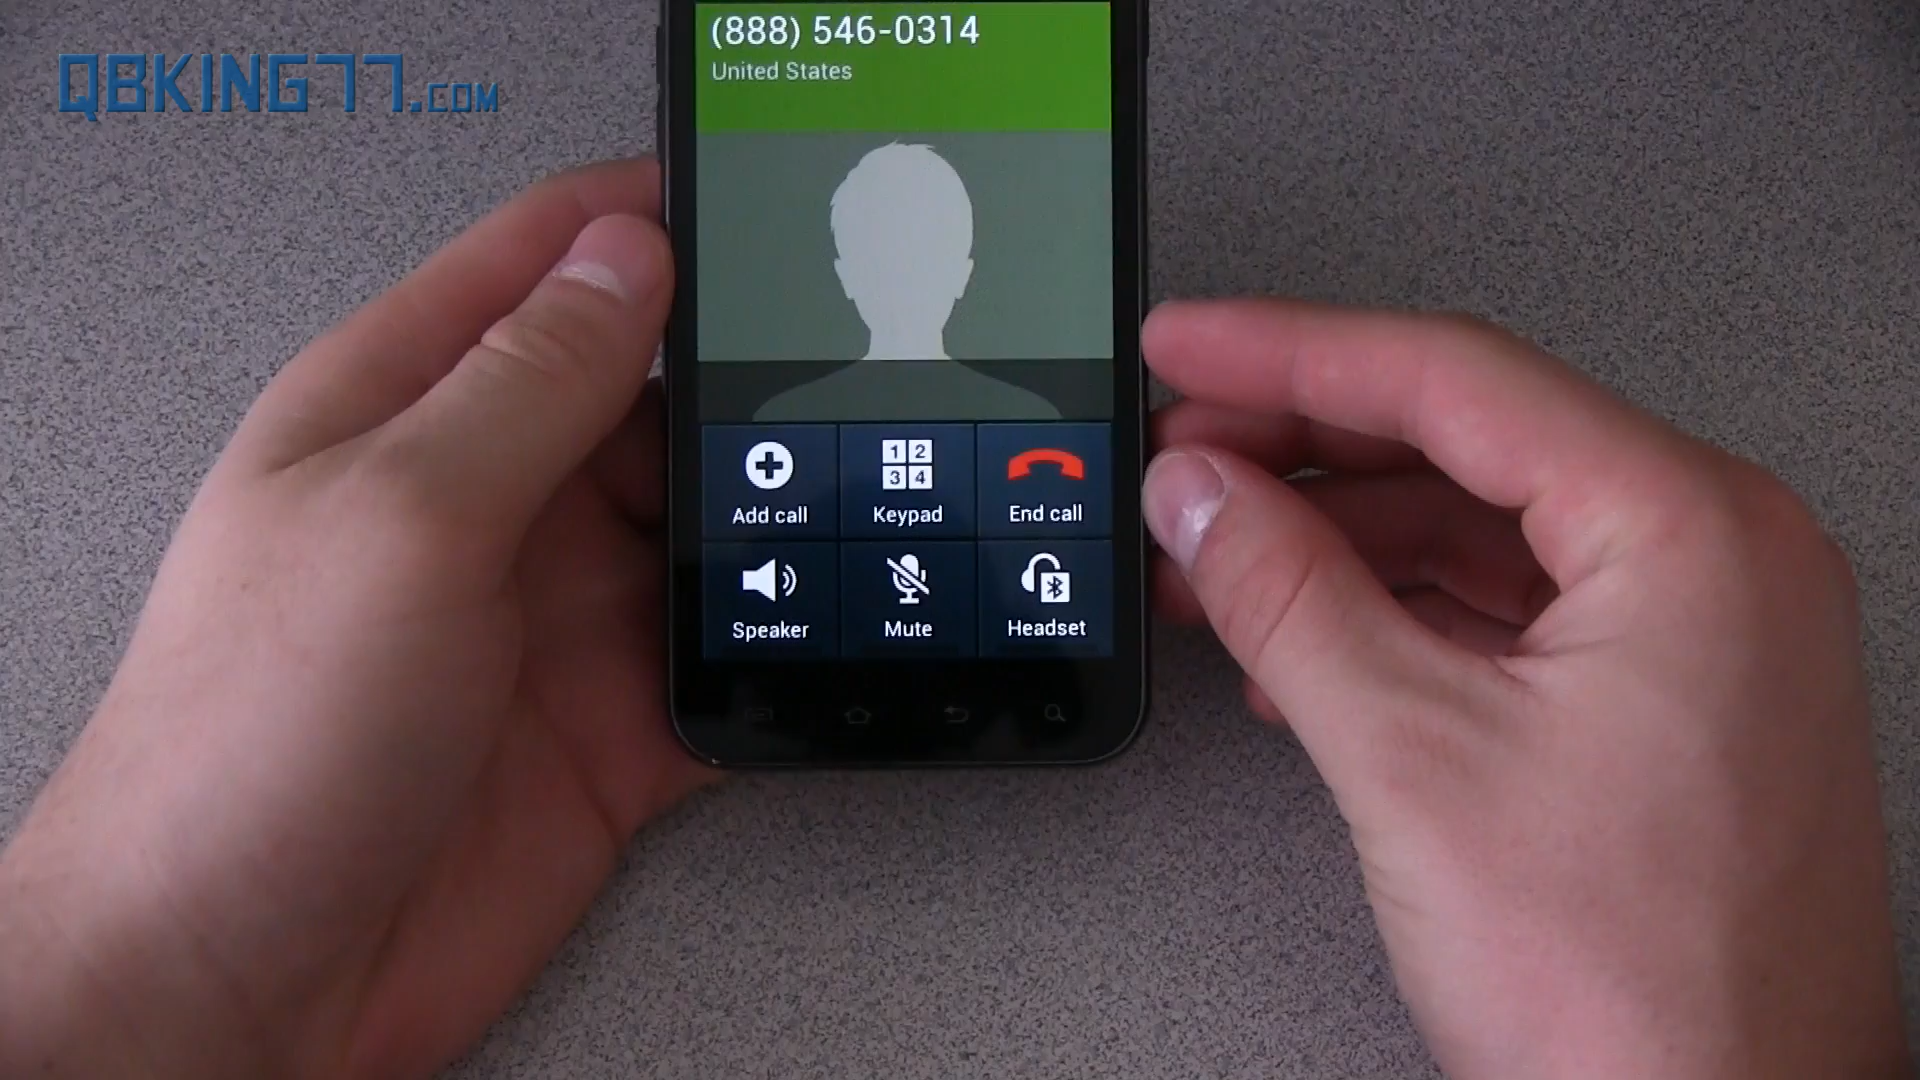 (888) 546-0314
United States
QBKING77.COM
1 2
3 4
Add call
Keypad
End call
Speaker
Mute
Headset